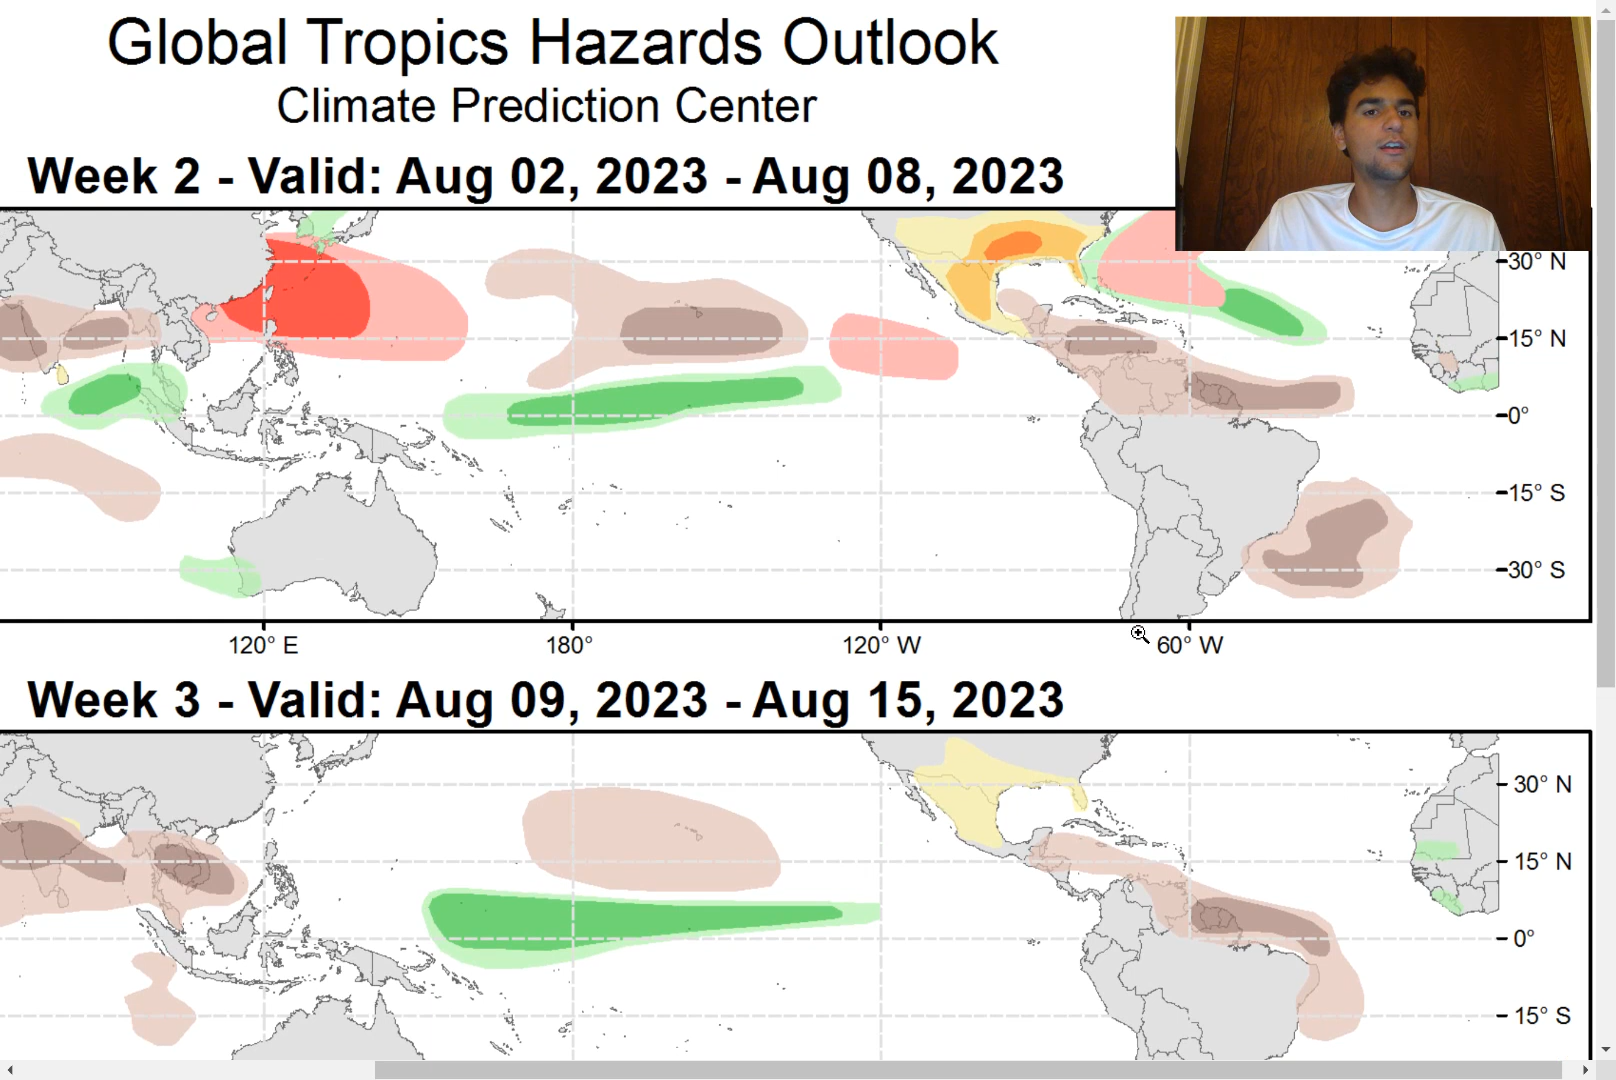 Global Tropics Hazards Outlook
Climate Prediction Center
Week 2 - Valid: Aug 02, 2023 - Aug 08, 2023
30° N
15° N
0°
15° S
30° S
120° E
180°
120° W
60° W
Week 3 - Valid: Aug 09, 2023 - Aug 15, 2023
30° N
15° N
0°
15° S